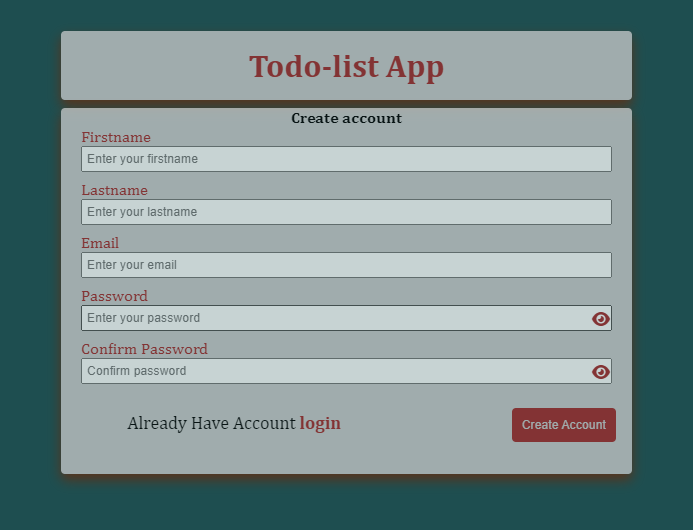 Todo-list App
Create account
Firstname
Enter your firstname
Lastname
Enter your lastname
Email
Enter your email
Password
Enter your password
Confirm Password
Confirm password
Already Have Account login
Create Account